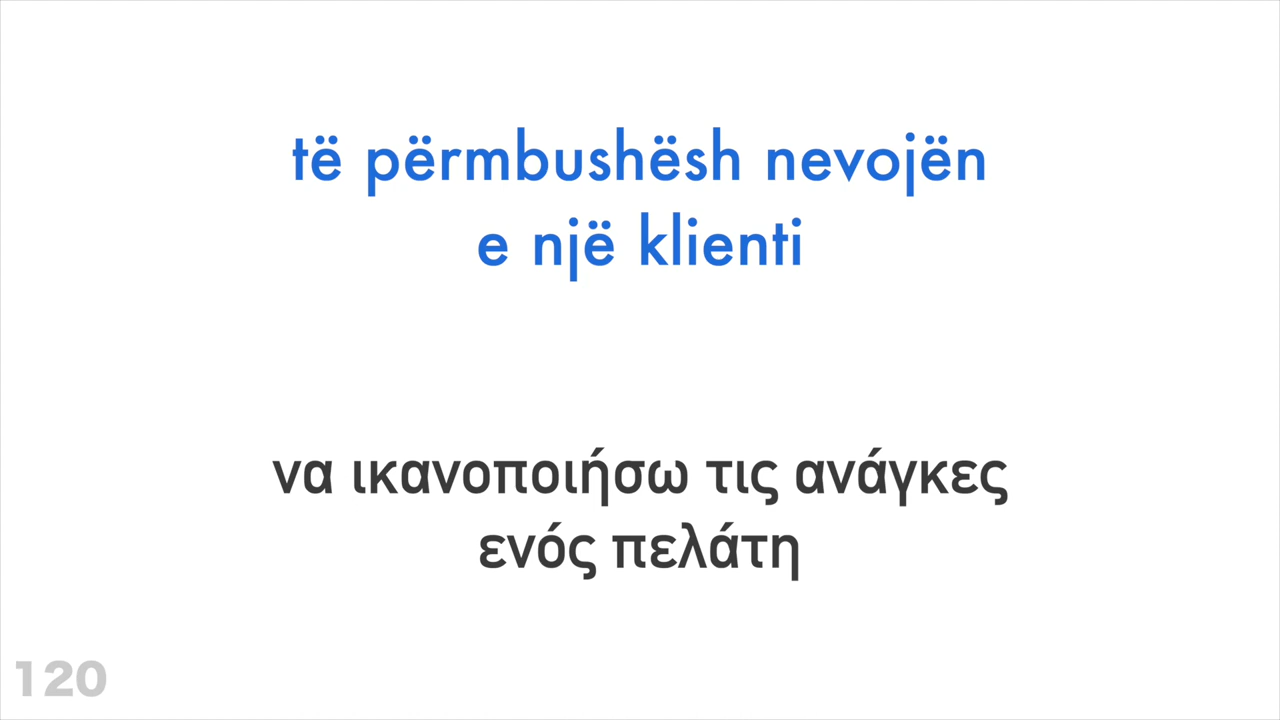 të përmbushësh nevojën
e një klienti
να ικανοποιήσω τις ανάγκες
ενός πελάτη
120